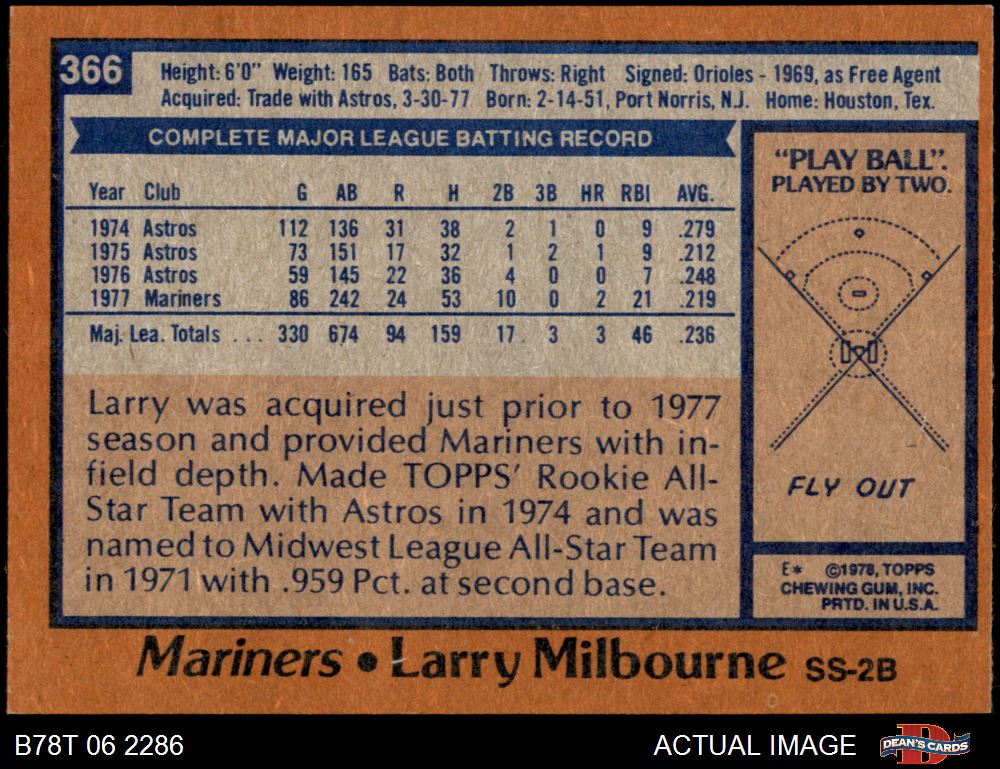 366
Height: 6'0" Weight: 165 Bats: Both Throws: Right Signed: Orioles - 1969, as Free Agent
Acquired: Trade with Astros, 3-30-77 Born: 2-14-51, Port Norris, N.J. Home: Houston, Tex.
COMPLETE MAJOR LEAGUE BATTING RECORD
Year Club G AB R H 2B 3B HR RBI AVG.
1974 Astros 112 136 31 38 2 1 0 9 .279
1975 Astros 73 151 17 32 1 2 1 9 .212
1976 Astros 59 145 22 36 4 0 0 7 .248
1977 Mariners 86 242 24 53 10 0 2 21 .219
Maj. Lea. Totals . . . 330 674 94 159 17 3 3 46 .236
Larry was acquired just prior to 1977
season and provided Mariners with in-
field depth. Made TOPPS' Rookie All-
Star Team with Astros in 1974 and was
named to Midwest League All-Star Team
in 1971 with .959 Pct. at second base.
"PLAY BALL".
PLAYED BY TWO.
FLY OUT
E* ©1978, TOPPS
CHEWING GUM, INC.
PRTD. IN U.S.A.
Mariners • Larry Milbourne SS-2B
B78T 06 2286
ACTUAL IMAGE
D
DEAN'S CARDS